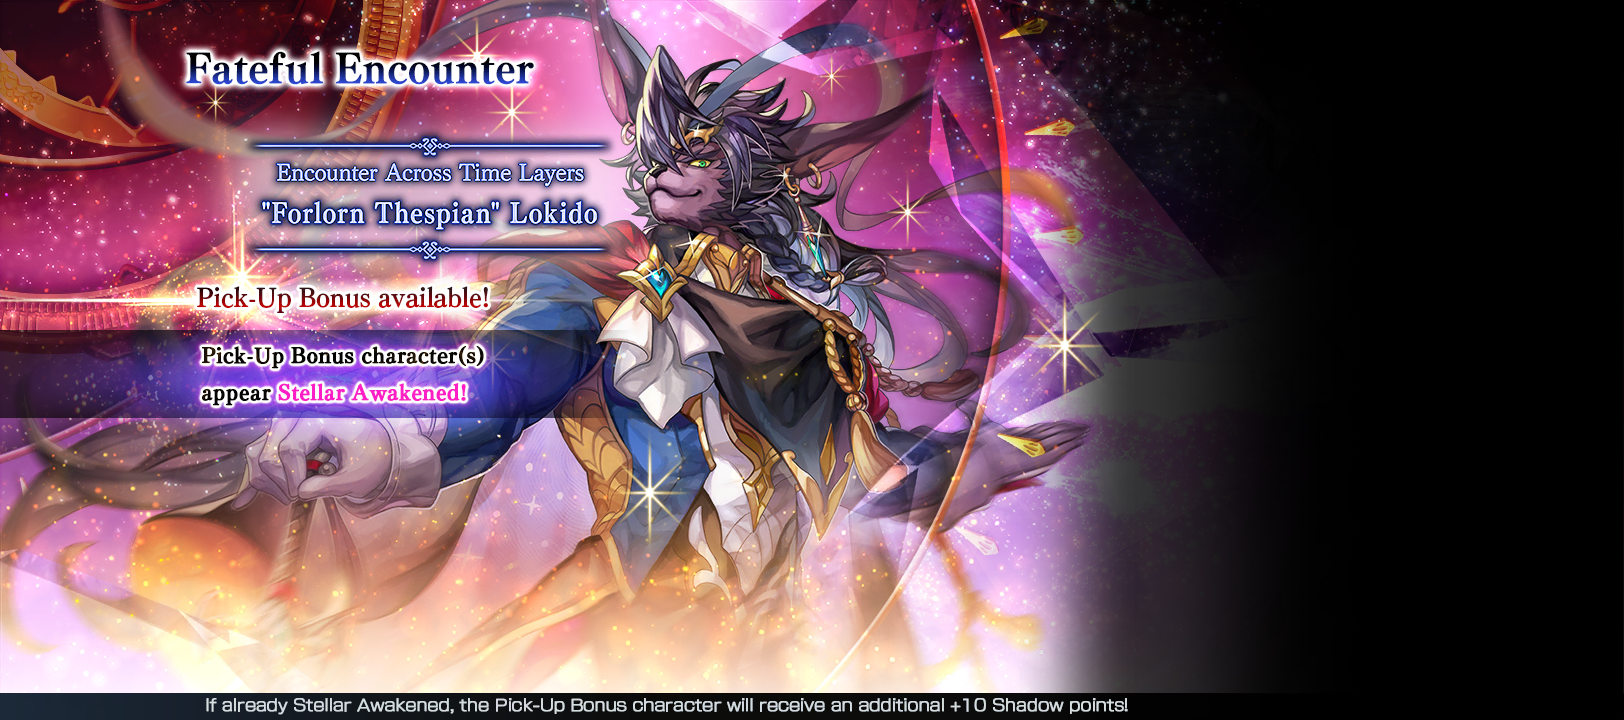 Fateful Encounter
Encounter Across Time Layers
"Forlorn Thespian" Lokido
Pick-Up Bonus available!
Pick-Up Bonus character(s)
appear Stellar Awakened!
If already Stellar Awakened, the Pick-Up Bonus character will receive an additional +10 Shadow points!